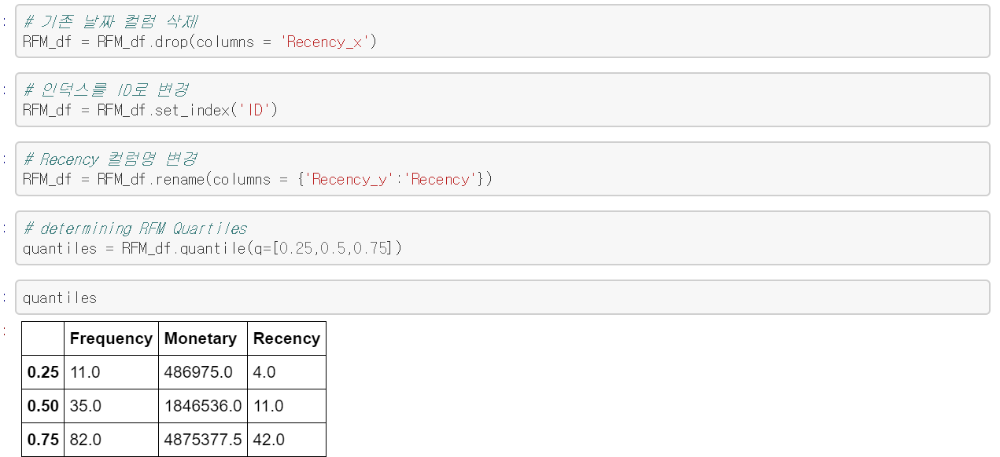 :
# 기존 날짜 컬럼 삭제
RFM_df = RFM_df.drop(columns = 'Recency_x')
:
# 인덱스를 ID로 변경
RFM_df = RFM_df.set_index('ID')
:
# Recency 컬럼명 변경
RFM_df = RFM_df.rename(columns = {'Recency_y':'Recency'})
:
# determining RFM Quartiles
quantiles = RFM_df.quantile(q=[0.25,0.5,0.75])
:
quantiles
:
Frequency Monetary Recency
0.25 11.0 486975.0 4.0
0.50 35.0 1846536.0 11.0
0.75 82.0 4875377.5 42.0